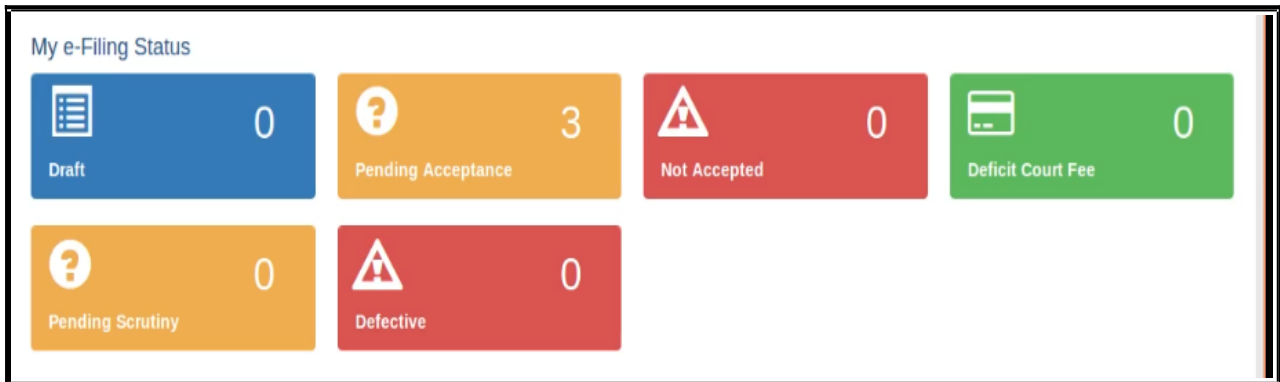 My e-Filing Status
0 3 0 0
Draft Pending Acceptance Not Accepted Deficit Court Fee
0 0
Pending Scrutiny Defective